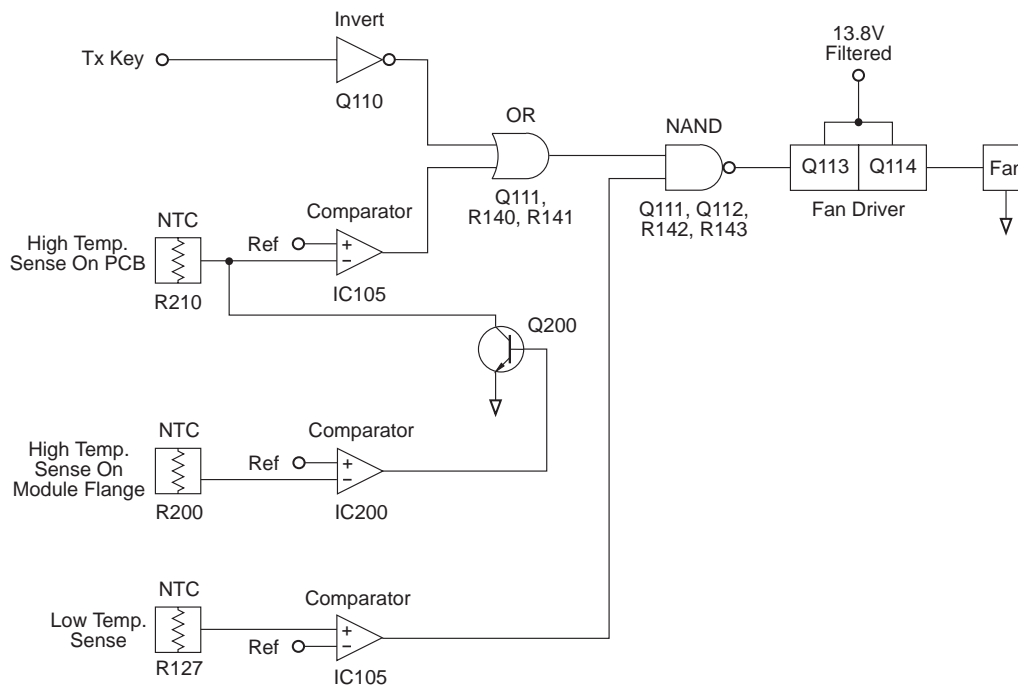 Invert
Tx Key
Q110
13.8V
Filtered
OR
NAND
Q113
Q114
Fan
Fan Driver
Q111,
R140, R141
Q111, Q112,
R142, R143
NTC
Comparator
High Temp.
Sense On PCB
Ref
+
−
R210
IC105
Q200
NTC
Comparator
High Temp.
Sense On
Module Flange
Ref
+
−
R200
IC200
NTC
Comparator
Low Temp.
Sense
Ref
+
−
R127
IC105